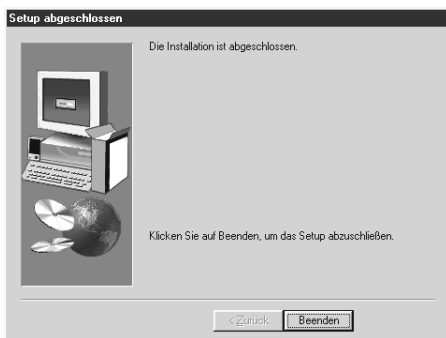 Setup abgeschlossen
Die Installation ist abgeschlossen.
Klicken Sie auf Beenden, um das Setup abzuschließen.
< Zurück
Beenden